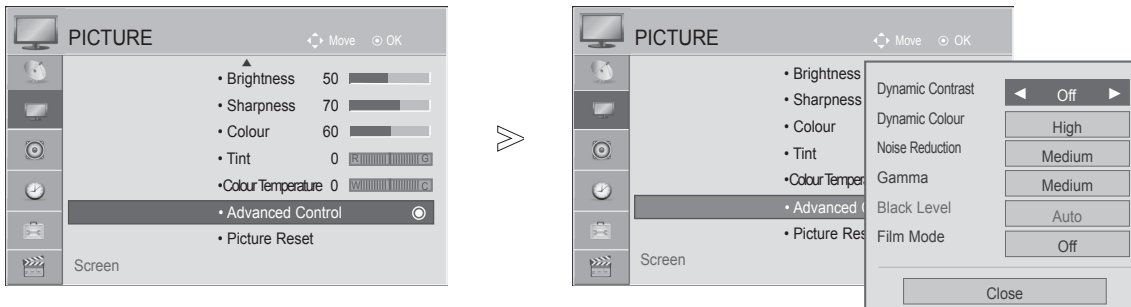 PICTURE
Move OK
• Brightness 50
• Sharpness 70
• Colour 60
• Tint 0 R G
•Colour Temperature 0 W C
• Advanced Control
• Picture Reset
Screen
PICTURE
Move OK
• Brightness
• Sharpness
• Colour
• Tint
•Colour Temper
• Advanced
• Picture Res
Screen
Dynamic Contrast Off
Dynamic Colour High
Noise Reduction Medium
Gamma Medium
Black Level Auto
Film Mode Off
Close